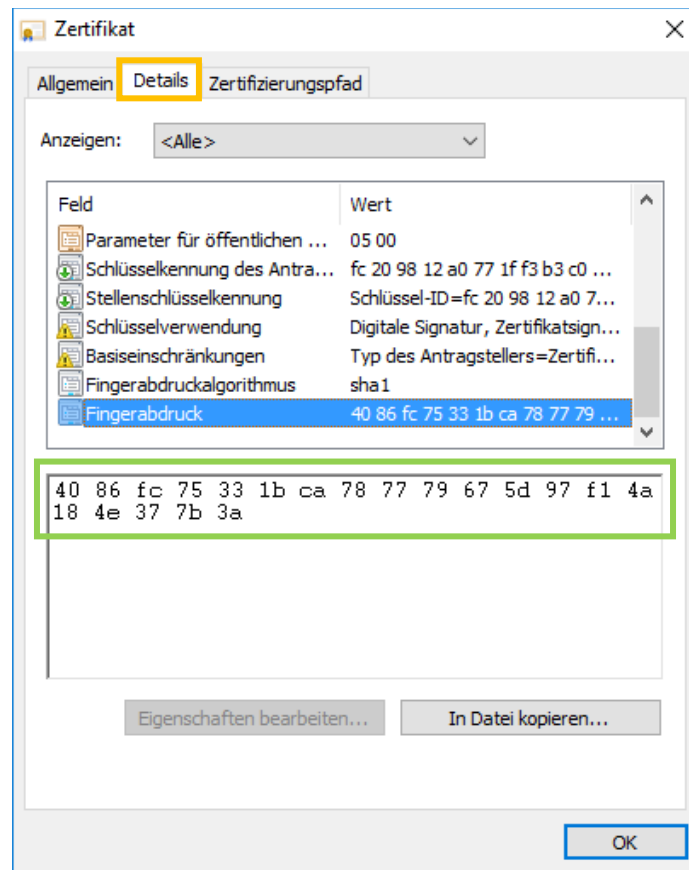 Zertifikat
Allgemein Details Zertifizierungspfad
Anzeigen: <Alle>
Feld Wert
Parameter für öffentlichen ... 05 00
Schlüsselkennung des Antra... fc 20 98 12 a0 77 1f f3 b3 c0 ...
Stellenschlüsselkennung Schlüssel-ID=fc 20 98 12 a0 7...
Schlüsselverwendung Digitale Signatur, Zertifikatsign...
Basiseinschränkungen Typ des Antragstellers=Zertifi...
Fingerabdruckalgorithmus sha1
Fingerabdruck 40 86 fc 75 33 1b ca 78 77 79 ...
40 86 fc 75 33 1b ca 78 77 79 67 5d 97 f1 4a
18 4e 37 7b 3a
Eigenschaften bearbeiten... In Datei kopieren...
OK